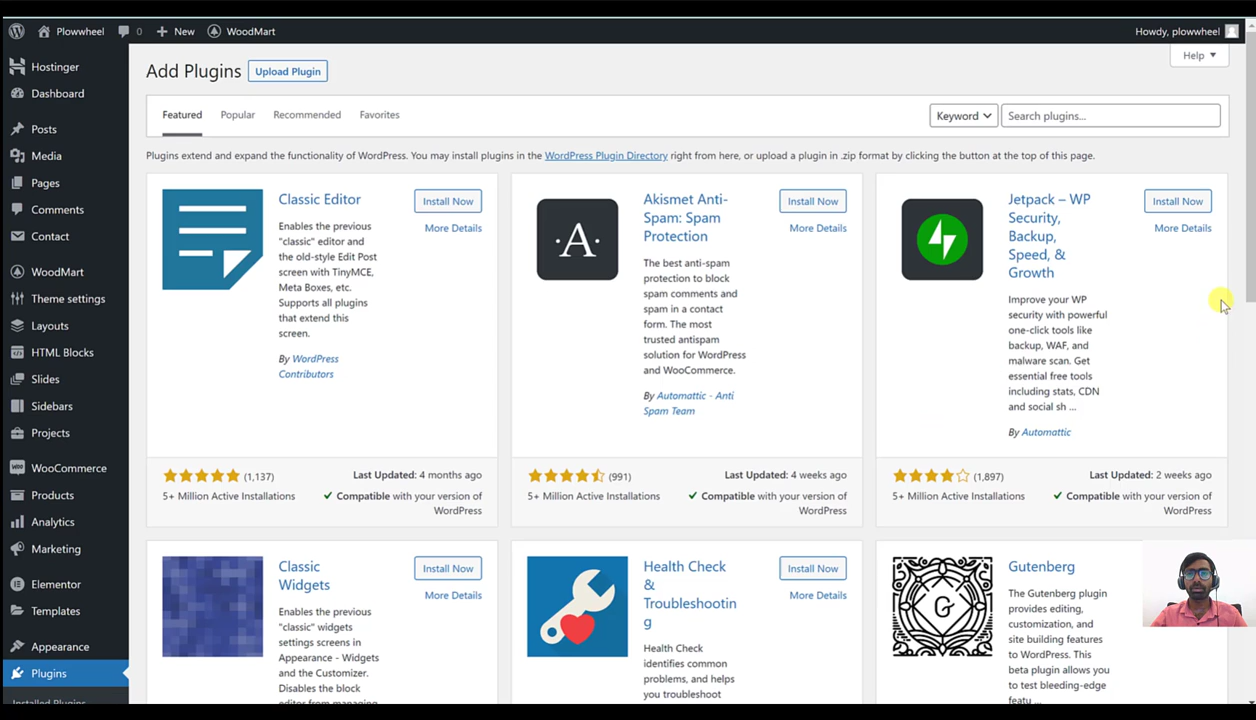 Plowwheel
0
New
WoodMart
Howdy, plowwheel
Hostinger
Dashboard
Posts
Media
Pages
Comments
Contact
WoodMart
Theme settings
Layouts
HTML Blocks
Slides
Sidebars
Projects
WooCommerce
Products
Analytics
Marketing
Elementor
Templates
Appearance
Plugins
Installed Plugins
Help
Add Plugins
Upload Plugin
Featured
Popular
Recommended
Favorites
Keyword
Search plugins...
Plugins extend and expand the functionality of WordPress. You may install plugins in the WordPress Plugin Directory right from here, or upload a plugin in .zip format by clicking the button at the top of this page.
Classic Editor
Install Now
More Details
Enables the previous
"classic" editor and
the old-style Edit Post
screen with TinyMCE,
Meta Boxes, etc.
Supports all plugins
that extend this
screen.
By WordPress
Contributors
(1,137)
Last Updated: 4 months ago
5+ Million Active Installations
Compatible with your version of
WordPress
·A·
Akismet Anti-
Spam: Spam
Protection
Install Now
More Details
The best anti-spam
protection to block
spam comments and
spam in a contact
form. The most
trusted antispam
solution for WordPress
and WooCommerce.
By Automattic - Anti
Spam Team
(991)
Last Updated: 4 weeks ago
5+ Million Active Installations
Compatible with your version of
WordPress
Jetpack – WP
Security,
Backup,
Speed, &
Growth
Install Now
More Details
Improve your WP
security with powerful
one-click tools like
backup, WAF, and
malware scan. Get
essential free tools
including stats, CDN
and social sh ...
By Automattic
(1,897)
Last Updated: 2 weeks ago
5+ Million Active Installations
Compatible with your version of
WordPress
Classic
Widgets
Install Now
More Details
Enables the previous
"classic" widgets
settings screens in
Appearance - Widgets
and the Customizer.
Disables the block
editor from managing
Health Check
&
Troubleshootin
g
Install Now
More Details
Health Check
identifies common
problems, and helps
you troubleshoot
G
Gutenberg
The Gutenberg plugin
provides editing,
customization, and
site building features
to WordPress. This
beta plugin allows you
to test bleeding-edge
featu ...